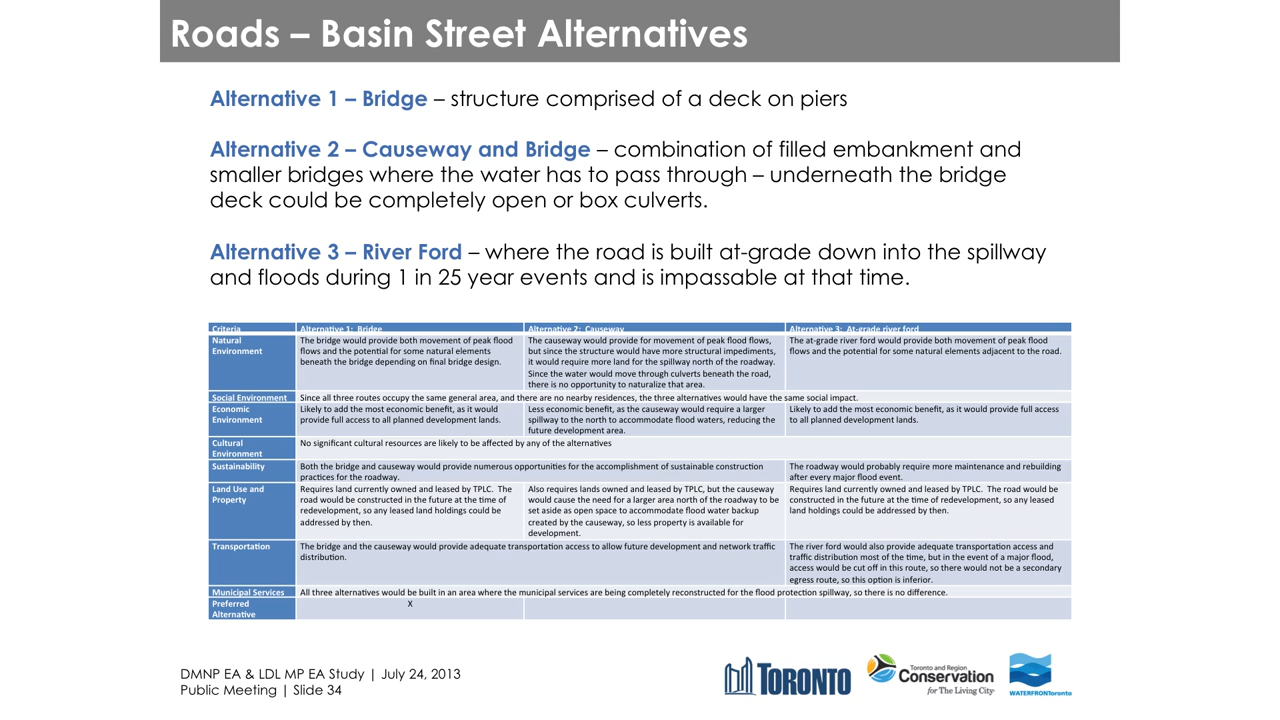 Roads – Basin Street Alternatives
Alternative 1 – Bridge – structure comprised of a deck on piers
Alternative 2 – Causeway and Bridge – combination of filled embankment and
smaller bridges where the water has to pass through – underneath the bridge
deck could be completely open or box culverts.
Alternative 3 – River Ford – where the road is built at-grade down into the spillway
and floods during 1 in 25 year events and is impassable at that time.
Criteria
Alternative 1: Bridge
Alternative 2: Causeway
Alternative 3: At-grade river ford
Natural
Environment
The bridge would provide both movement of peak flood
flows and the potential for some natural elements
beneath the bridge depending on final bridge design.
The causeway would provide for movement of peak flood flows,
but since the structure would have more structural impediments,
it would require more land for the spillway north of the roadway.
Since the water would move through culverts beneath the road,
there is no opportunity to naturalize that area.
The at-grade river ford would provide both movement of peak flood
flows and the potential for some natural elements adjacent to the road.
Social Environment
Since all three routes occupy the same general area, and there are no nearby residences, the three alternatives would have the same social impact.
Economic
Environment
Likely to add the most economic benefit, as it would
provide full access to all planned development lands.
Less economic benefit, as the causeway would require a larger
spillway to the north to accommodate flood waters, reducing the
future development area.
Likely to add the most economic benefit, as it would provide full access
to all planned development lands.
Cultural
Environment
No significant cultural resources are likely to be affected by any of the alternatives
Sustainability
Both the bridge and causeway would provide numerous opportunities for the accomplishment of sustainable construction
practices for the roadway.
The roadway would probably require more maintenance and rebuilding
after every major flood event.
Land Use and
Property
Requires land currently owned and leased by TPLC. The
road would be constructed in the future at the time of
redevelopment, so any leased land holdings could be
addressed by then.
Also requires lands owned and leased by TPLC, but the causeway
would cause the need for a larger area north of the roadway to be
set aside as open space to accommodate flood water backup
created by the causeway, so less property is available for
development.
Requires land currently owned and leased by TPLC. The road would be
constructed in the future at the time of redevelopment, so any leased
land holdings could be addressed by then.
Transportation
The bridge and the causeway would provide adequate transportation access to allow future development and network traffic
distribution.
The river ford would also provide adequate transportation access and
traffic distribution most of the time, but in the event of a major flood,
access would be cut off in this route, so there would not be a secondary
egress route, so this option is inferior.
Municipal Services
All three alternatives would be built in an area where the municipal services are being completely reconstructed for the flood protection spillway, so there is no difference.
Preferred
Alternative
X
DMNP EA & LDL MP EA Study | July 24, 2013
Public Meeting | Slide 34
TORONTO
Toronto and Region
Conservation
for The Living City
WATERFRONToronto